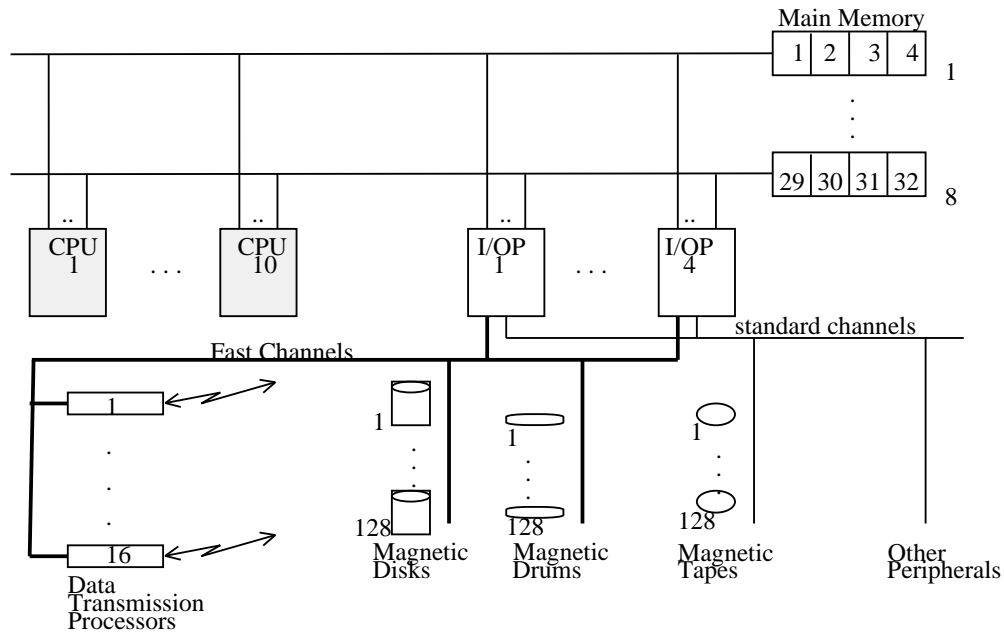 Main Memory
1 2 3 4
1
29 30 31 32
8
CPU
1
CPU
10
I/OP
1
I/OP
4
. . .
. . .
standard channels
Fast Channels
1
1
1
1
16
128
128
128
Data
Transmission
Processors
Magnetic
Disks
Magnetic
Drums
Magnetic
Tapes
Other
Peripherals